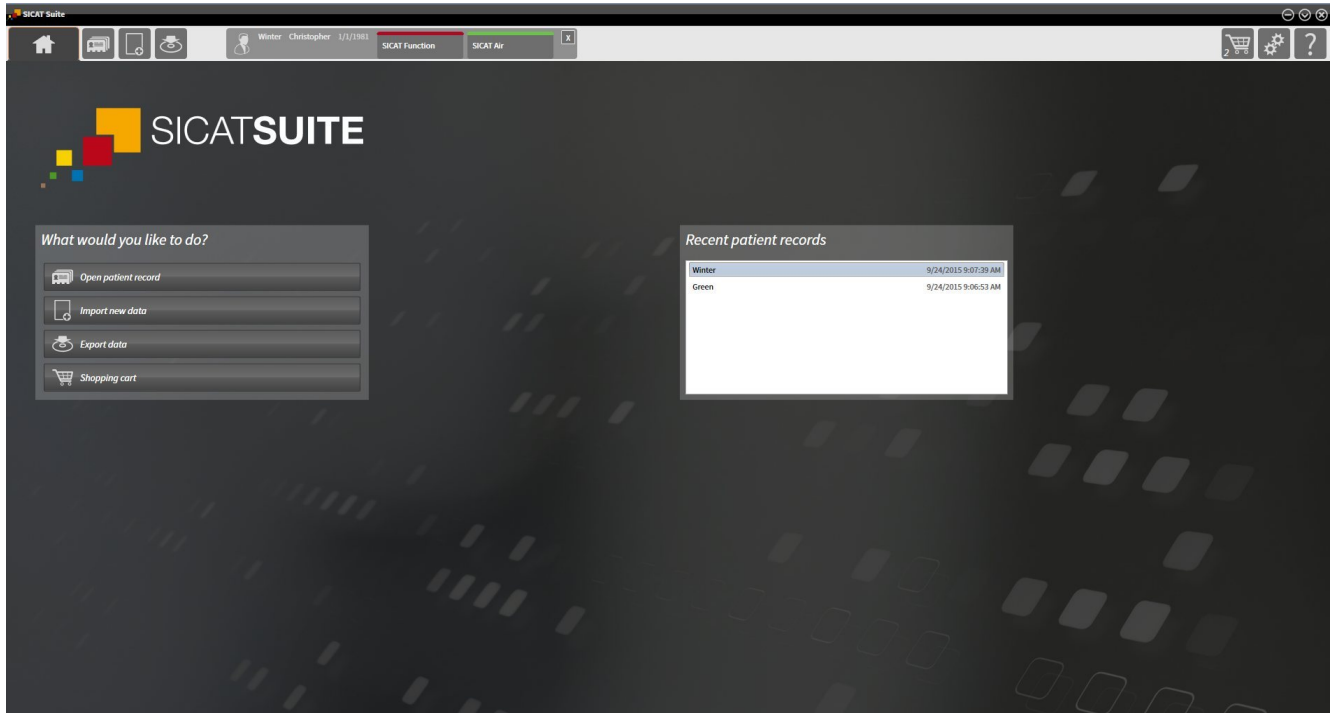 SICAT Suite
Winter Christopher 1/1/1981
SICAT Function
SICAT Air
X
2
?
SICATSUITE
What would you like to do?
Open patient record
Import new data
Export data
Shopping cart
Recent patient records
Winter 9/24/2015 9:07:39 AM
Green 9/24/2015 9:06:53 AM